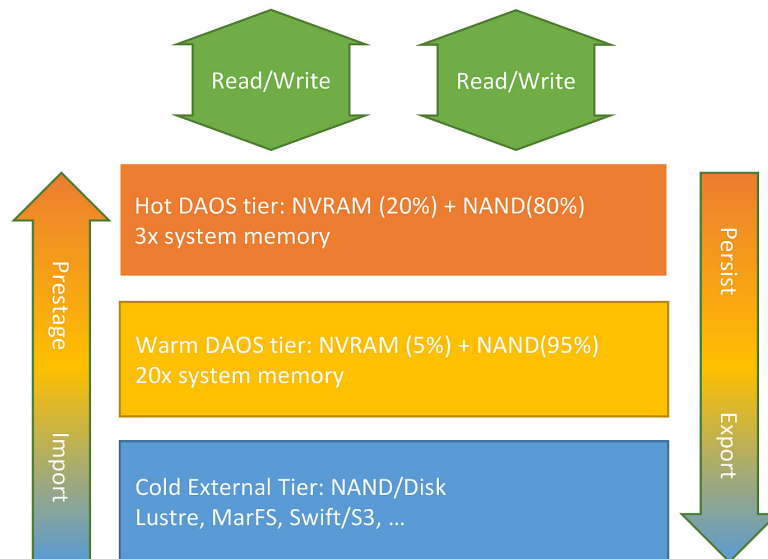 Read/Write
Read/Write
Hot DAOS tier: NVRAM (20%) + NAND(80%)
3x system memory
Prestage
Persist
Warm DAOS tier: NVRAM (5%) + NAND(95%)
20x system memory
Import
Export
Cold External Tier: NAND/Disk
Lustre, MarFS, Swift/S3, ...